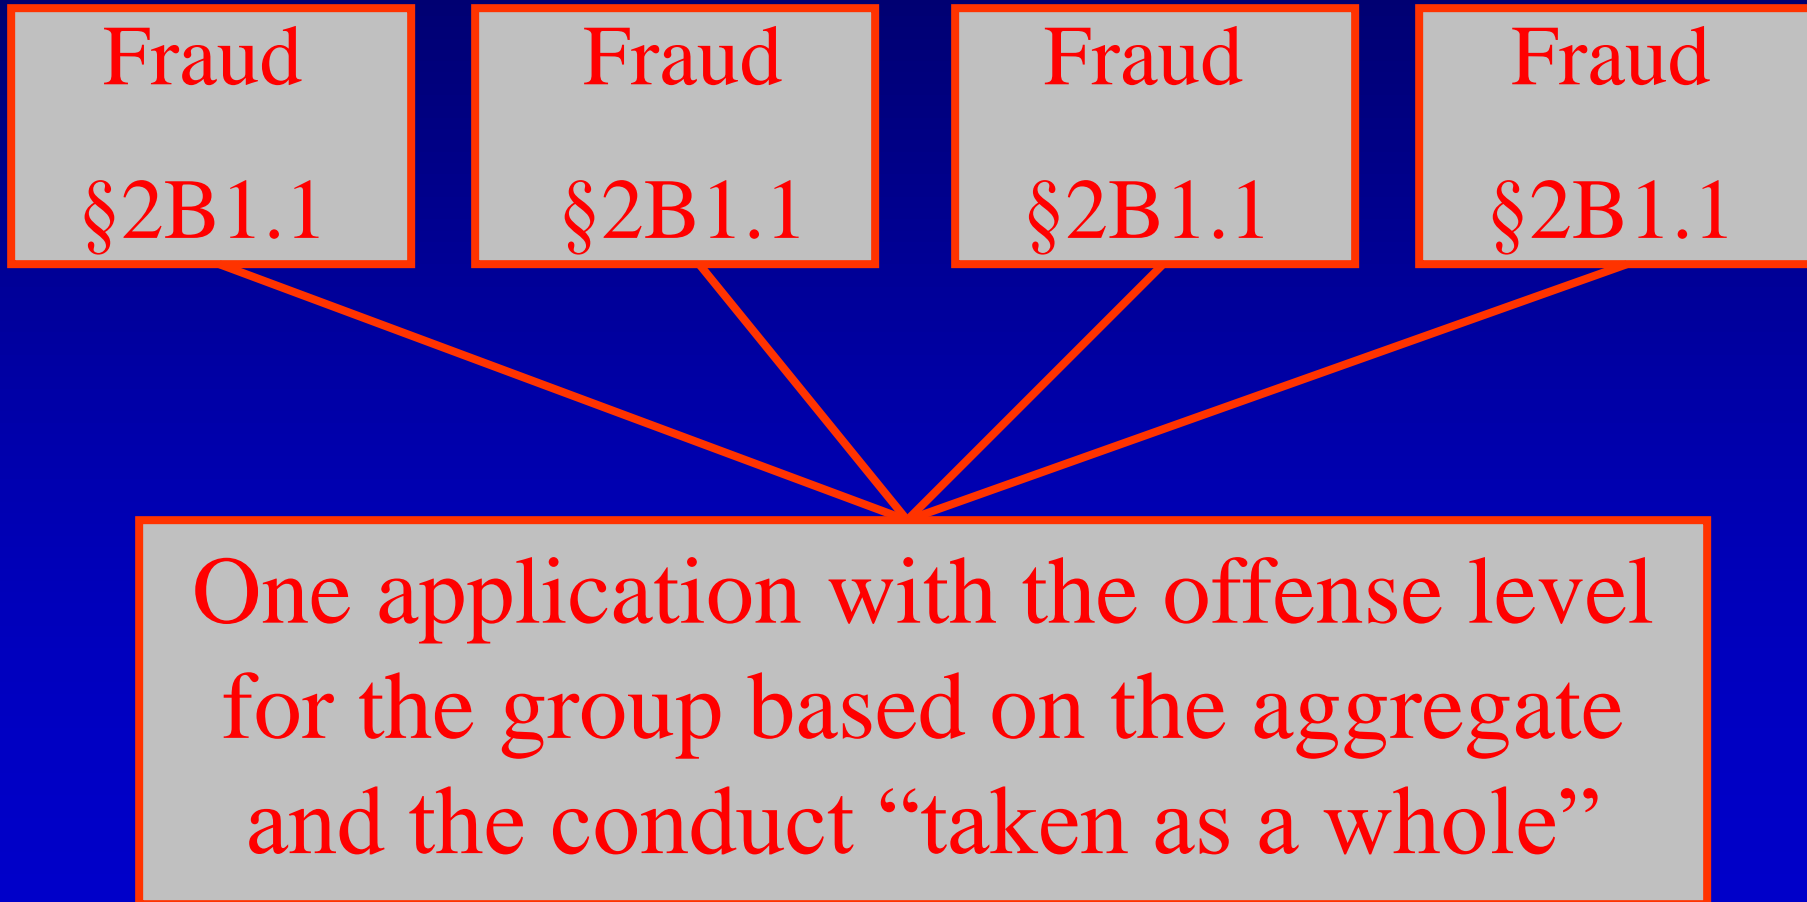 Fraud
§2B1.1
Fraud
§2B1.1
Fraud
§2B1.1
Fraud
§2B1.1
One application with the offense level
for the group based on the aggregate
and the conduct “taken as a whole”